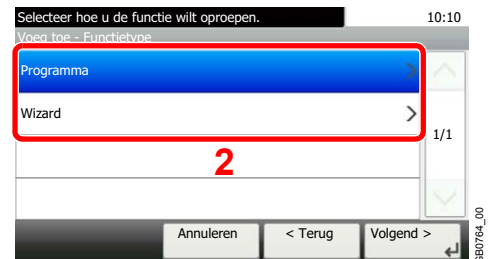 Selecteer hoe u de functie wilt oproepen. 10:10
Voeg toe - Functietype
Programma
Wizard
1/1
2
Annuleren < Terug Volgend >
GB0764_00